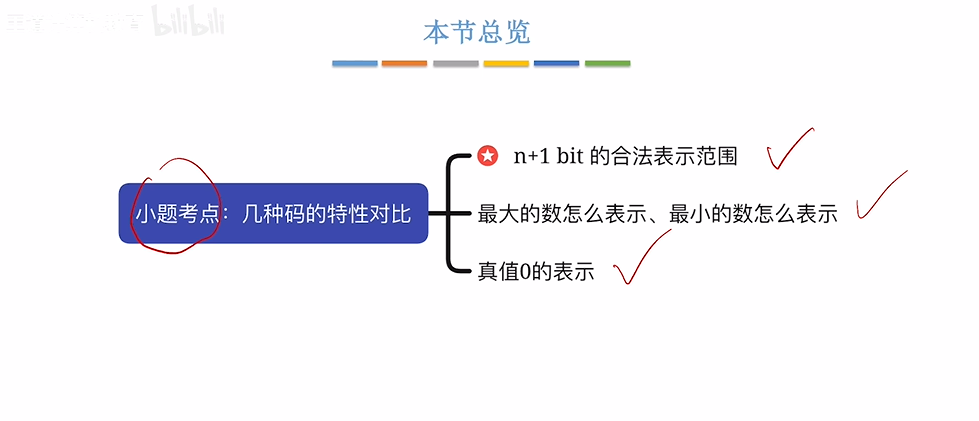 bilibili
本节总览
n+1 bit 的合法表示范围
小题考点：几种码的特性对比
最大的数怎么表示、最小的数怎么表示
真值0的表示